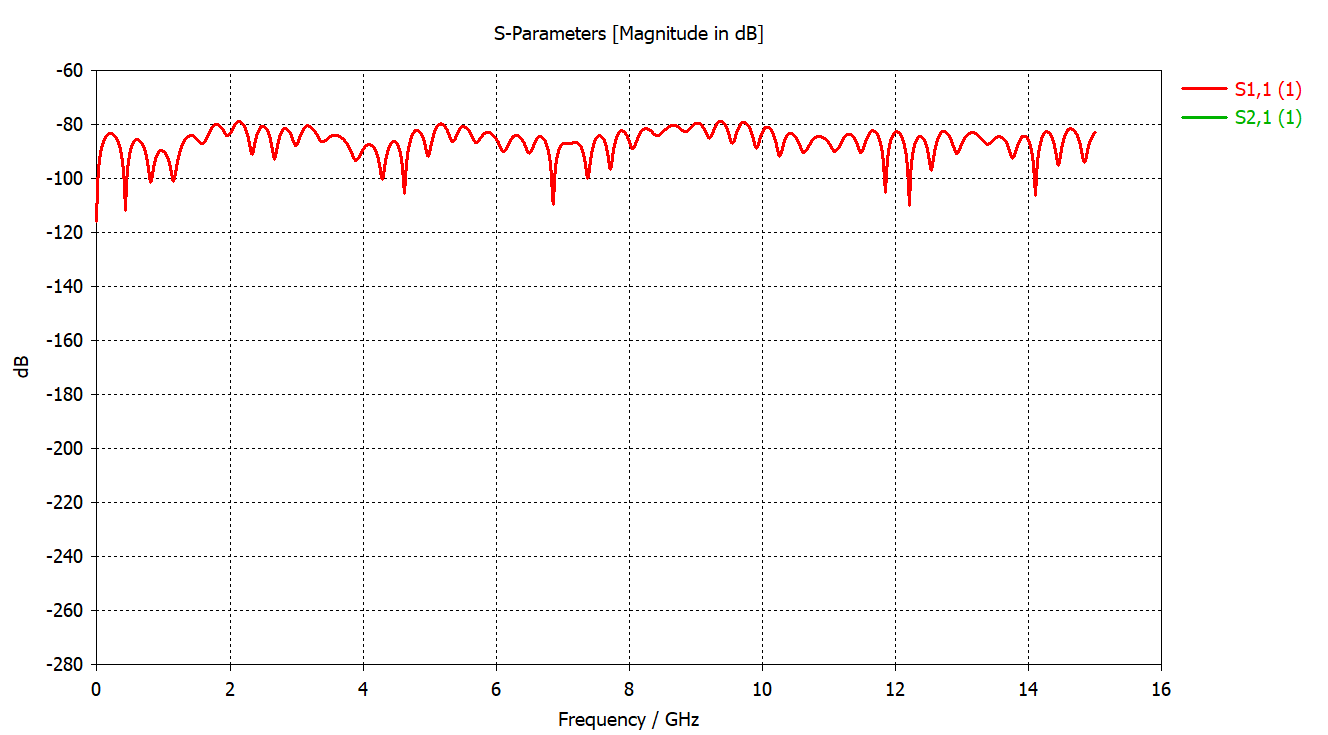 S-Parameters [Magnitude in dB]
S1,1 (1)
S2,1 (1)
-60
-80
-100
-120
-140
-160
-180
-200
-220
-240
-260
-280
dB
0 2 4 6 8 10 12 14 16
Frequency / GHz